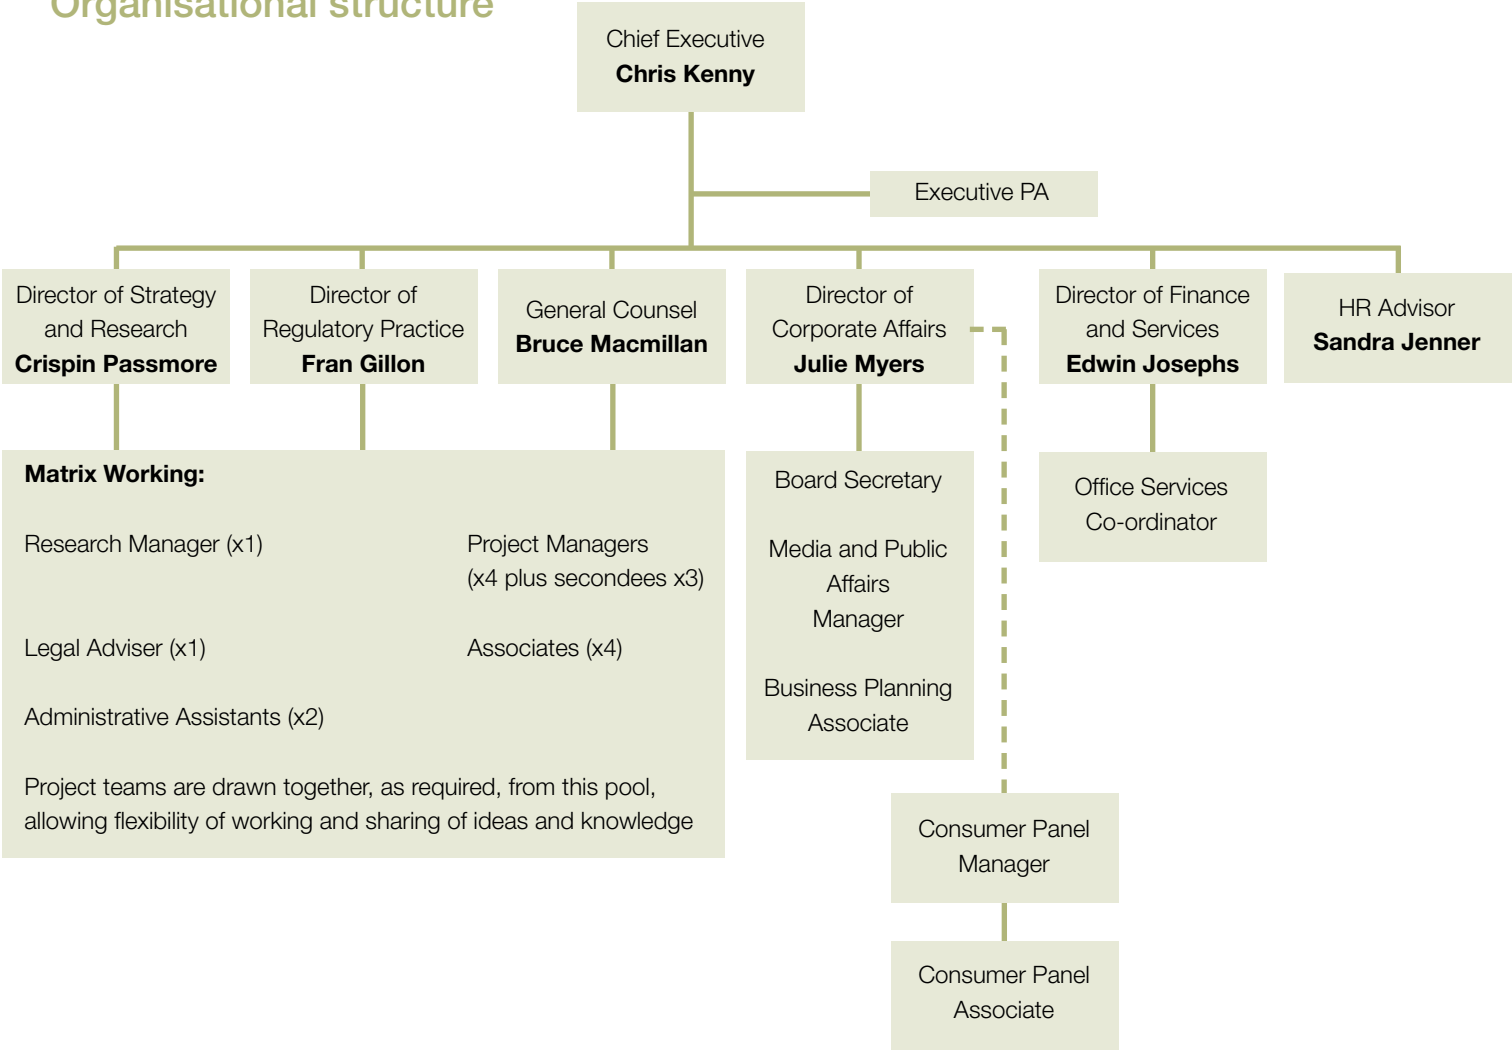 Organisational structure
Chief Executive
Chris Kenny
Executive PA
Director of Strategy
and Research
Crispin Passmore
Director of
Regulatory Practice
Fran Gillon
General Counsel
Bruce Macmillan
Director of
Corporate Affairs
Julie Myers
Director of Finance
and Services
Edwin Josephs
HR Advisor
Sandra Jenner
Matrix Working:
Research Manager (x1)
Project Managers
(x4 plus secondees x3)
Legal Adviser (x1)
Associates (x4)
Administrative Assistants (x2)
Project teams are drawn together, as required, from this pool,
allowing flexibility of working and sharing of ideas and knowledge
Board Secretary
Media and Public
Affairs
Manager
Business Planning
Associate
Office Services
Co-ordinator
Consumer Panel
Manager
Consumer Panel
Associate